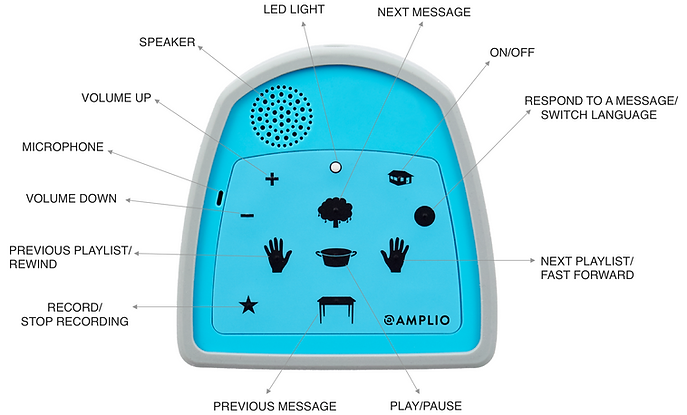 LED LIGHT
NEXT MESSAGE
SPEAKER
ON/OFF
VOLUME UP
RESPOND TO A MESSAGE/
SWITCH LANGUAGE
MICROPHONE
VOLUME DOWN
PREVIOUS PLAYLIST/
REWIND
NEXT PLAYLIST/
FAST FORWARD
RECORD/
STOP RECORDING
@AMPLIO
PREVIOUS MESSAGE
PLAY/PAUSE